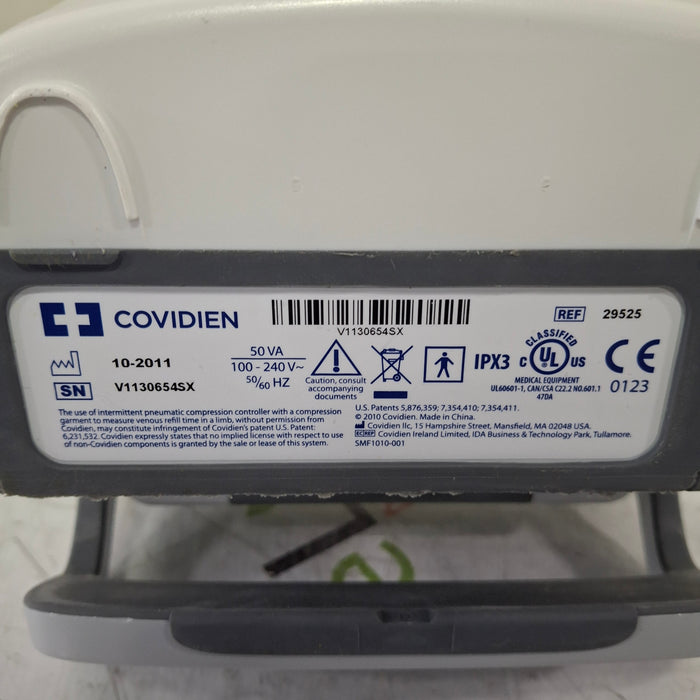 COVIDIEN
V1130654SX
REF 29525
10-2011
SN V1130654SX
50 VA
100 - 240 V~
50/60 HZ
Caution, consult
accompanying
documents
IPX3
CLASSIFIED
C UL US
MEDICAL EQUIPMENT
UL60601-1, CAN/CSA C22.2 NO.601.1
47DA
CE
0123
The use of intermittent pneumatic compression controller with a compression
garment to measure venous refill time in a limb, without permission from
Covidien, may constitute infringement of Covidien's patent U.S. Patent:
6,231,532. Covidien expressly states that no implied license with respect to use
of non-Covidien components is granted by the sale or lease of this system.
U.S. Patents 5,876,359; 7,354,410; 7,354,411.
© 2010 Covidien. Made in China.
Covidien llc, 15 Hampshire Street, Mansfield, MA 02048 USA.
EC REP Covidien Ireland Limited, IDA Business & Technology Park, Tullamore.
SMF1010-001